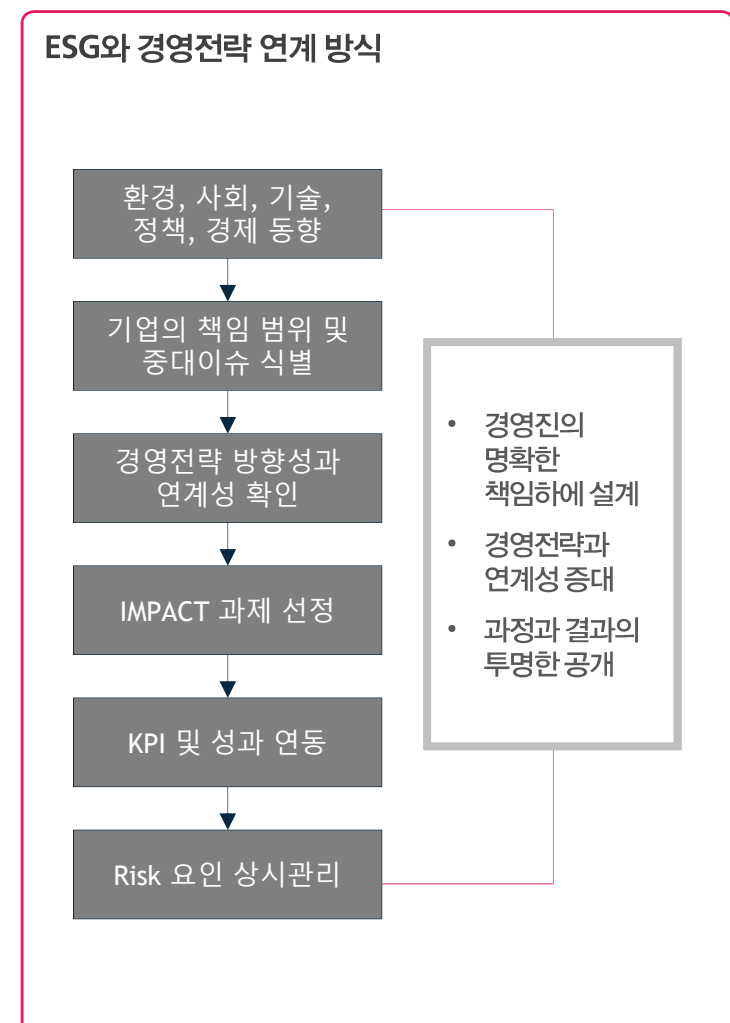 ESG와 경영전략 연계 방식
환경, 사회, 기술,
정책, 경제 동향
기업의 책임 범위 및
중대이슈 식별
경영전략 방향성과
연계성 확인
IMPACT 과제 선정
KPI 및 성과 연동
Risk 요인 상시관리
• 경영진의
명확한
책임하에 설계
• 경영전략과
연계성 증대
• 과정과 결과의
투명한 공개